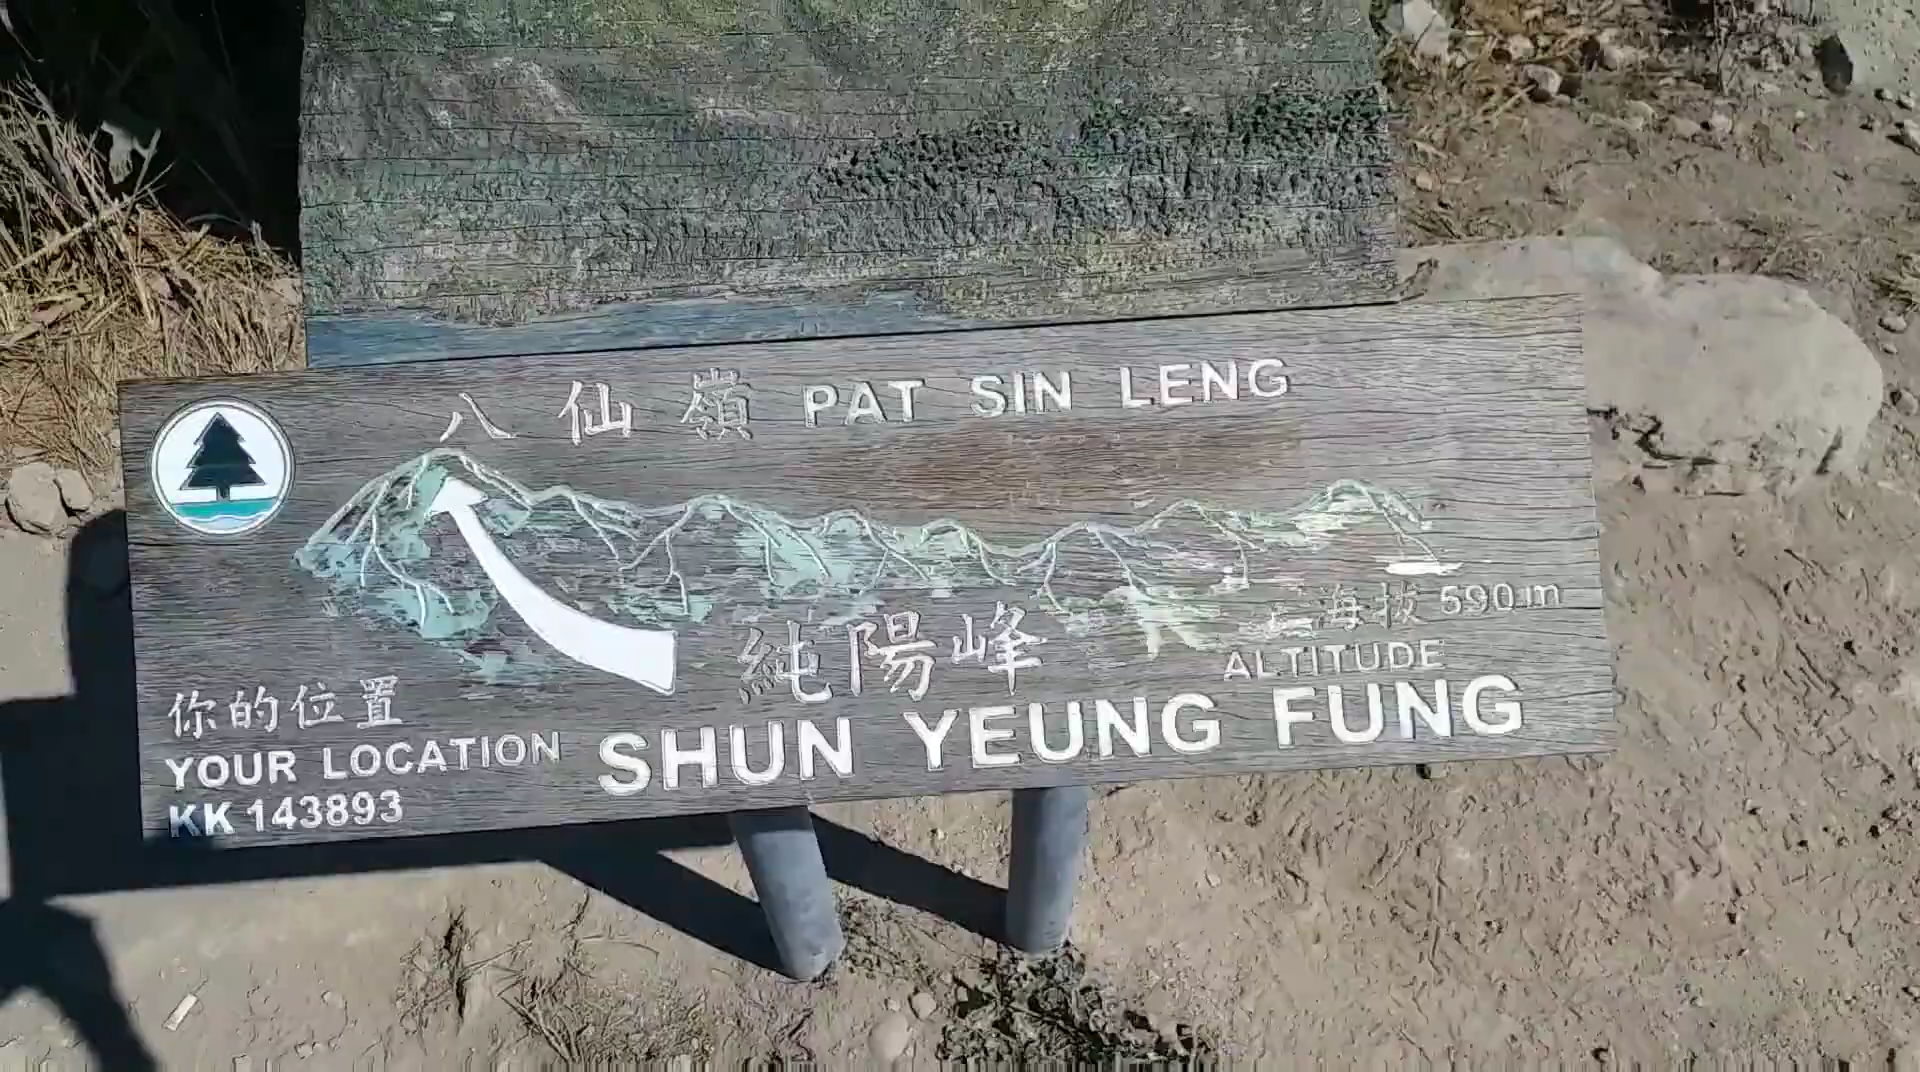 八仙嶺 PAT SIN LENG
海拔 590m
ALTITUDE
純陽峰
SHUN YEUNG FUNG
你的位置
YOUR LOCATION
KK 143893